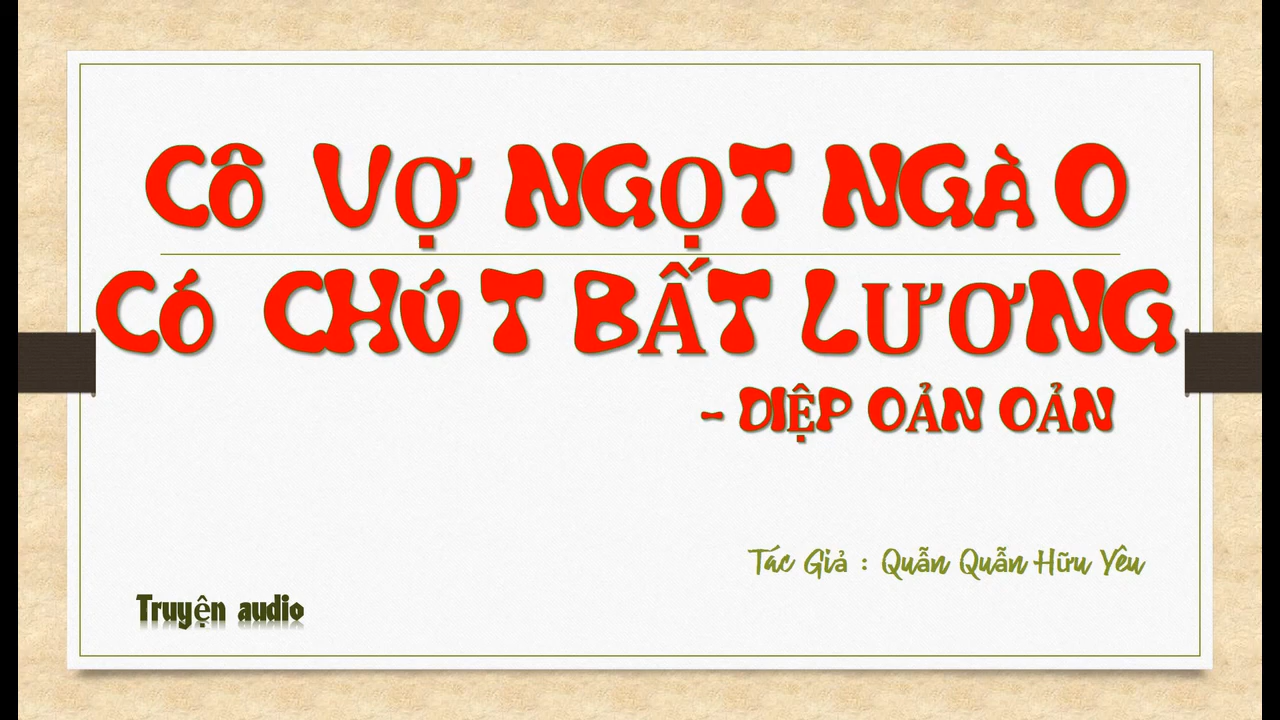 CÔ VỢ NGỌT NGÀO
CÓ CHÚT BẤT LƯƠNG
- DIỆP OẢN OẢN
Tác Giả : Quẫn Quẫn Hữu Yêu
Truyện audio